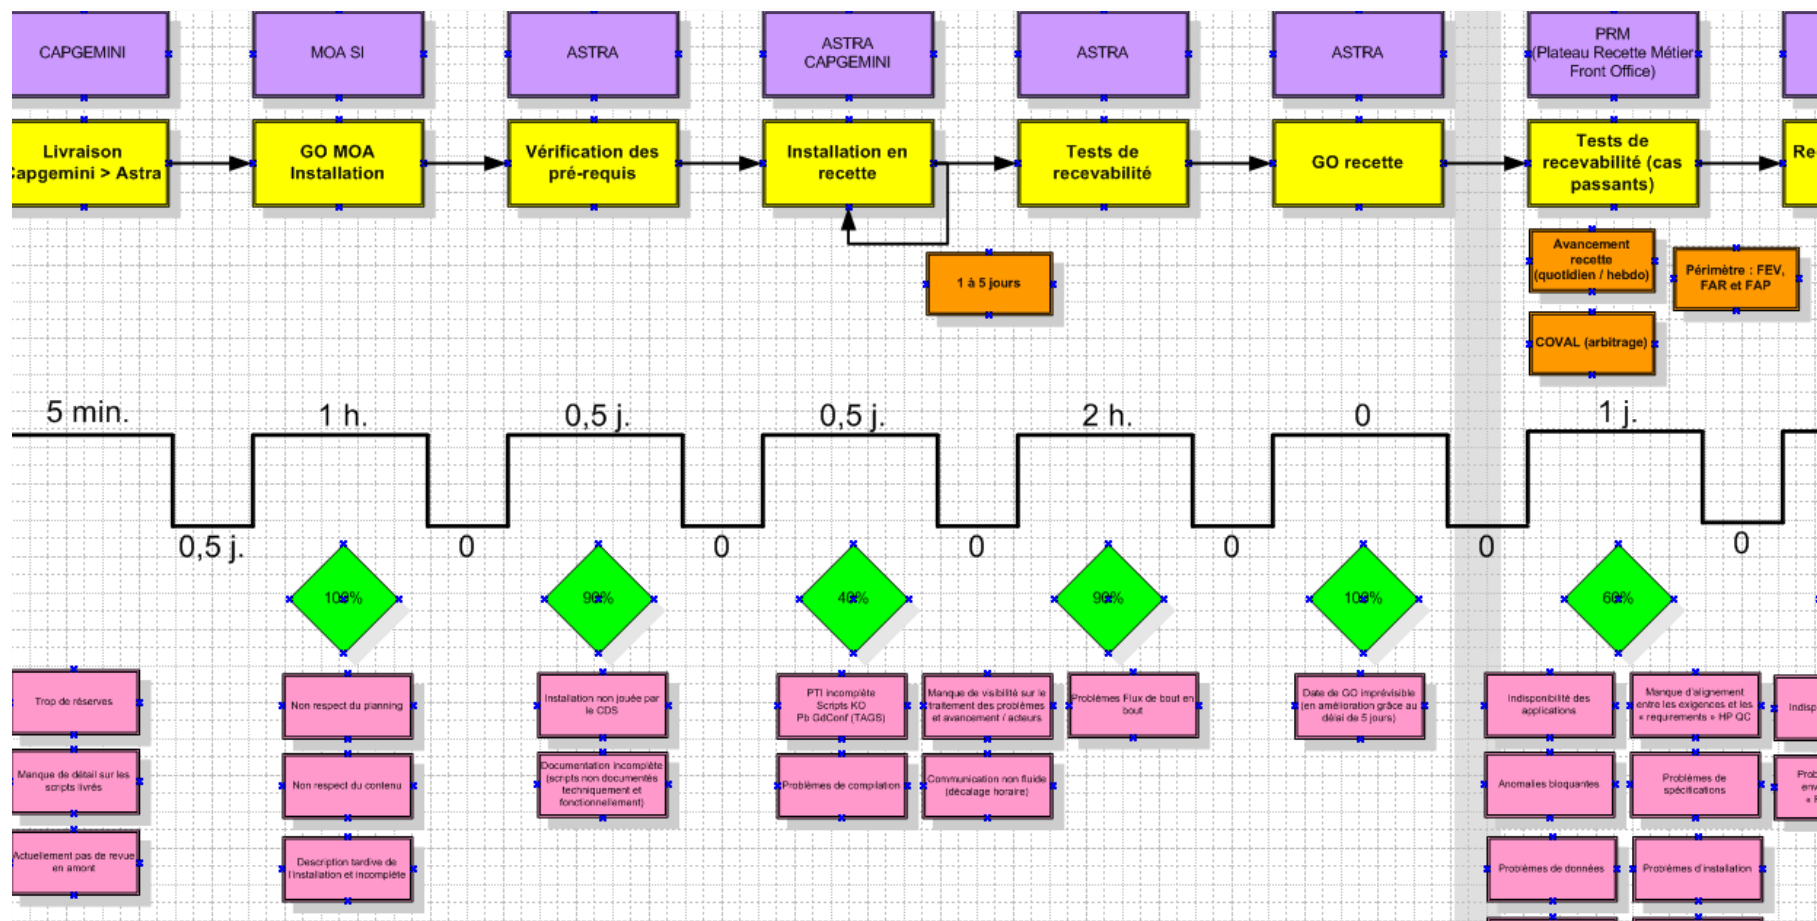 CAPGEMINI
MOA SI
ASTRA
ASTRA
CAPGEMINI
ASTRA
ASTRA
PRM
(Plateau Recette Métier
Front Office)
Livraison
Capgemini > Astra
GO MOA
Installation
Vérification des
pré-requis
Installation en
recette
Tests de
recevabilité
GO recette
Tests de
recevabilité (cas
passants)
Re
1 à 5 jours
Avancement
recette
(quotidien / hebdo)
Périmètre : FEV,
FAR et FAP
COVAL (arbitrage)
5 min.
1 h.
0,5 j.
0,5 j.
2 h.
0
1 j.
0,5 j.
0
0
0
0
0
0
100%
90%
40%
90%
100%
60%
Trop de réserves
Manque de détail sur les
scripts livrés
Actuellement pas de revue
en amont
Non respect du planning
Non respect du contenu
Description tardive de
l'installation et incomplète
Installation non jouée par
le CDS
Documentation incomplète
(scripts non documentés
techniquement et
fonctionnellement)
PTI incomplète
Scripts KO
Pb GdConf (TAGS)
Problèmes de compilation
Manque de visibilité sur le
traitement des problèmes
et avancement / acteurs
Communication non fluide
(décalage horaire)
Problèmes Flux de bout en
bout
Date de GO imprévisible
(en amélioration grâce au
délai de 5 jours)
Indisponibilité des
applications
Anomalies bloquantes
Problèmes de données
Manque d'alignement
entre les exigences et les
« requirements » HP QC
Problèmes de
spécifications
Problèmes d'installation
Indisp
Prob
env
« F